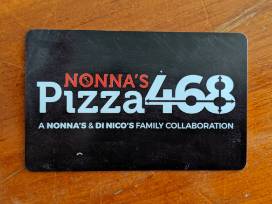 NONNA'S
Pizza468
A NONNA'S & DI NICO'S FAMILY COLLABORATION